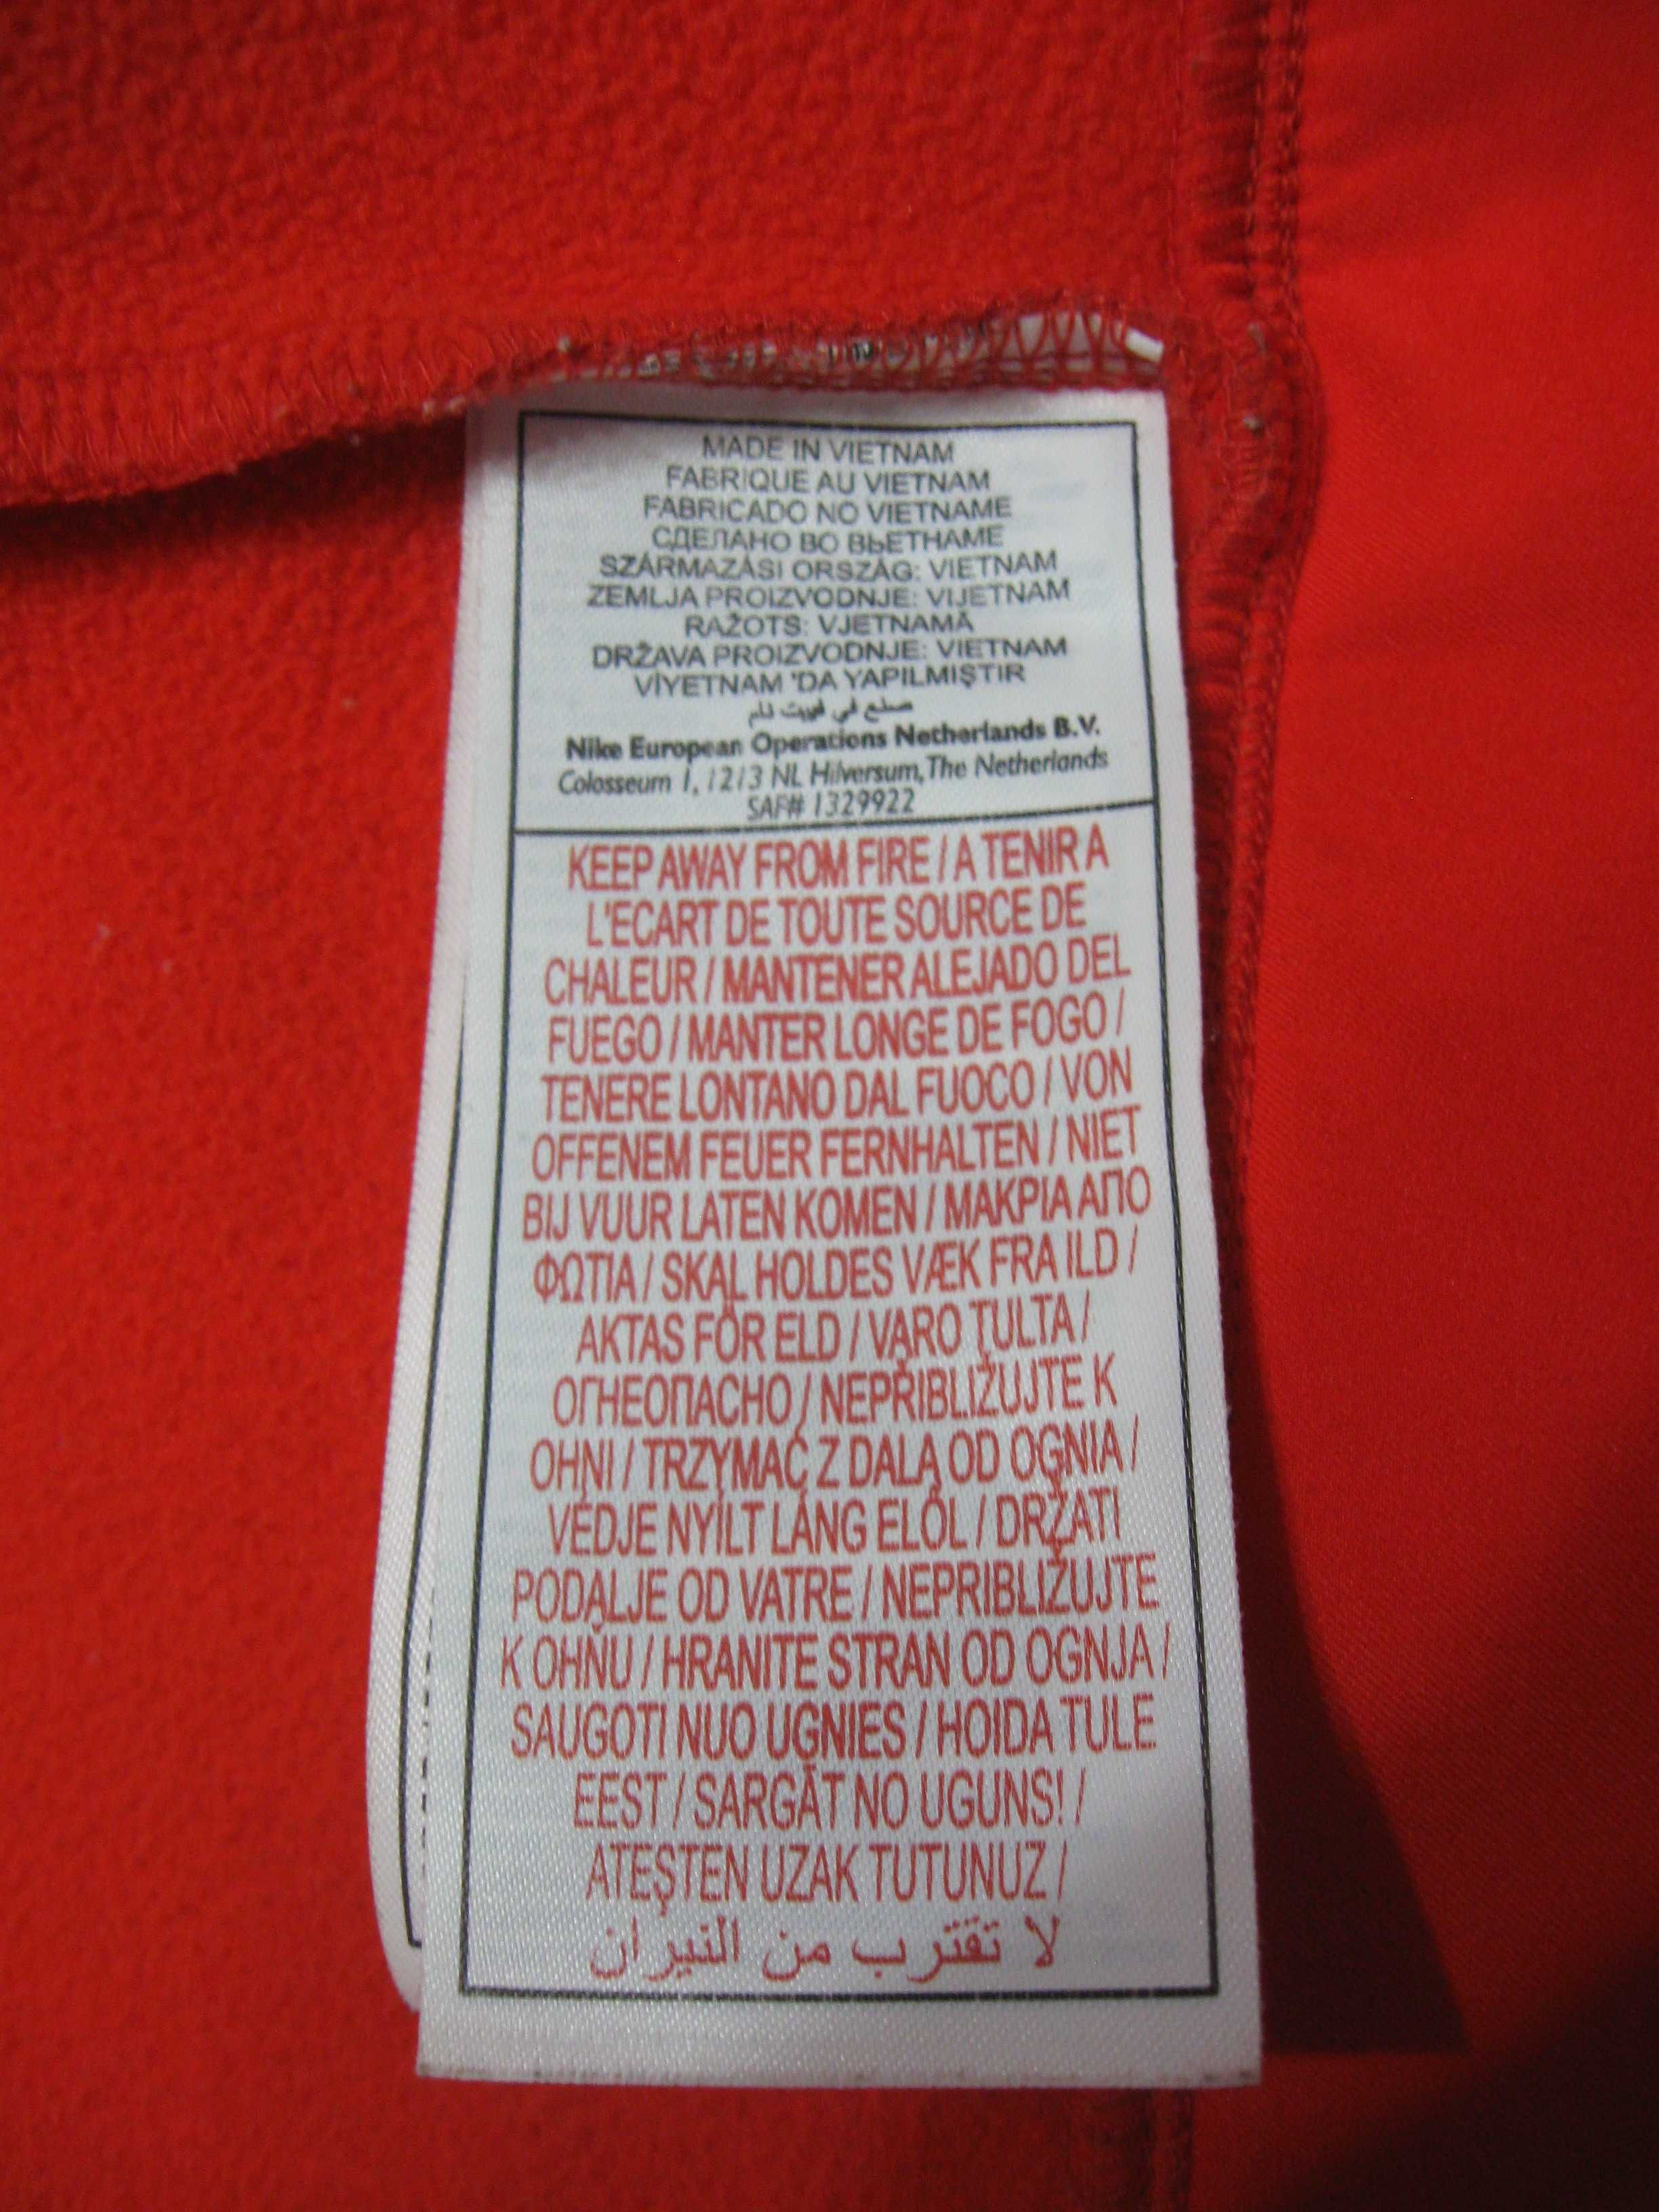 MADE IN VIETNAM
FABRIQUE AU VIETNAM
FABRICADO NO VIETNAME
СДЕЛАНО ВО ВЬЕТНАМЕ
SZÁRMAZÁSI ORSZÁG: VIETNAM
ZEMLJA PROIZVODNJE: VIJETNAM
RAŽOTS: VJETNAMĀ
DRŽAVA PROIZVODNJE: VIETNAM
VİYETNAM 'DA YAPILMIŞTIR
صنع في فييت نام
Nike European Operations Netherlands B.V.
Colosseum 1, 1213 NL Hilversum, The Netherlands
SAF# 1329922
KEEP AWAY FROM FIRE / A TENIR A
L'ECART DE TOUTE SOURCE DE
CHALEUR / MANTENER ALEJADO DEL
FUEGO / MANTER LONGE DE FOGO /
TENERE LONTANO DAL FUOCO / VON
OFFENEM FEUER FERNHALTEN / NIET
BIJ VUUR LATEN KOMEN / ΜΑΚΡΙΑ ΑΠΟ
ΦΩΤΙΑ / SKAL HOLDES VÆK FRA ILD /
AKTAS FÖR ELD / VARO TULTA /
ОГНЕОПАСНО / NEPŘIBLIŽUJTE K
OHNI / TRZYMAĆ Z DALA OD OGNIA /
VÉDJE NYÍLT LÁNG ELŐL / DRŽATI
PODALJE OD VATRE / NEPRIBLIŽUJTE
K OHŇU / HRANITE STRAN OD OGNJA /
SAUGOTI NUO UGNIES / HOIDA TULE
EEST / SARGĀT NO UGUNS! /
ATEŞTEN UZAK TUTUNUZ /
لا تقترب من النيران